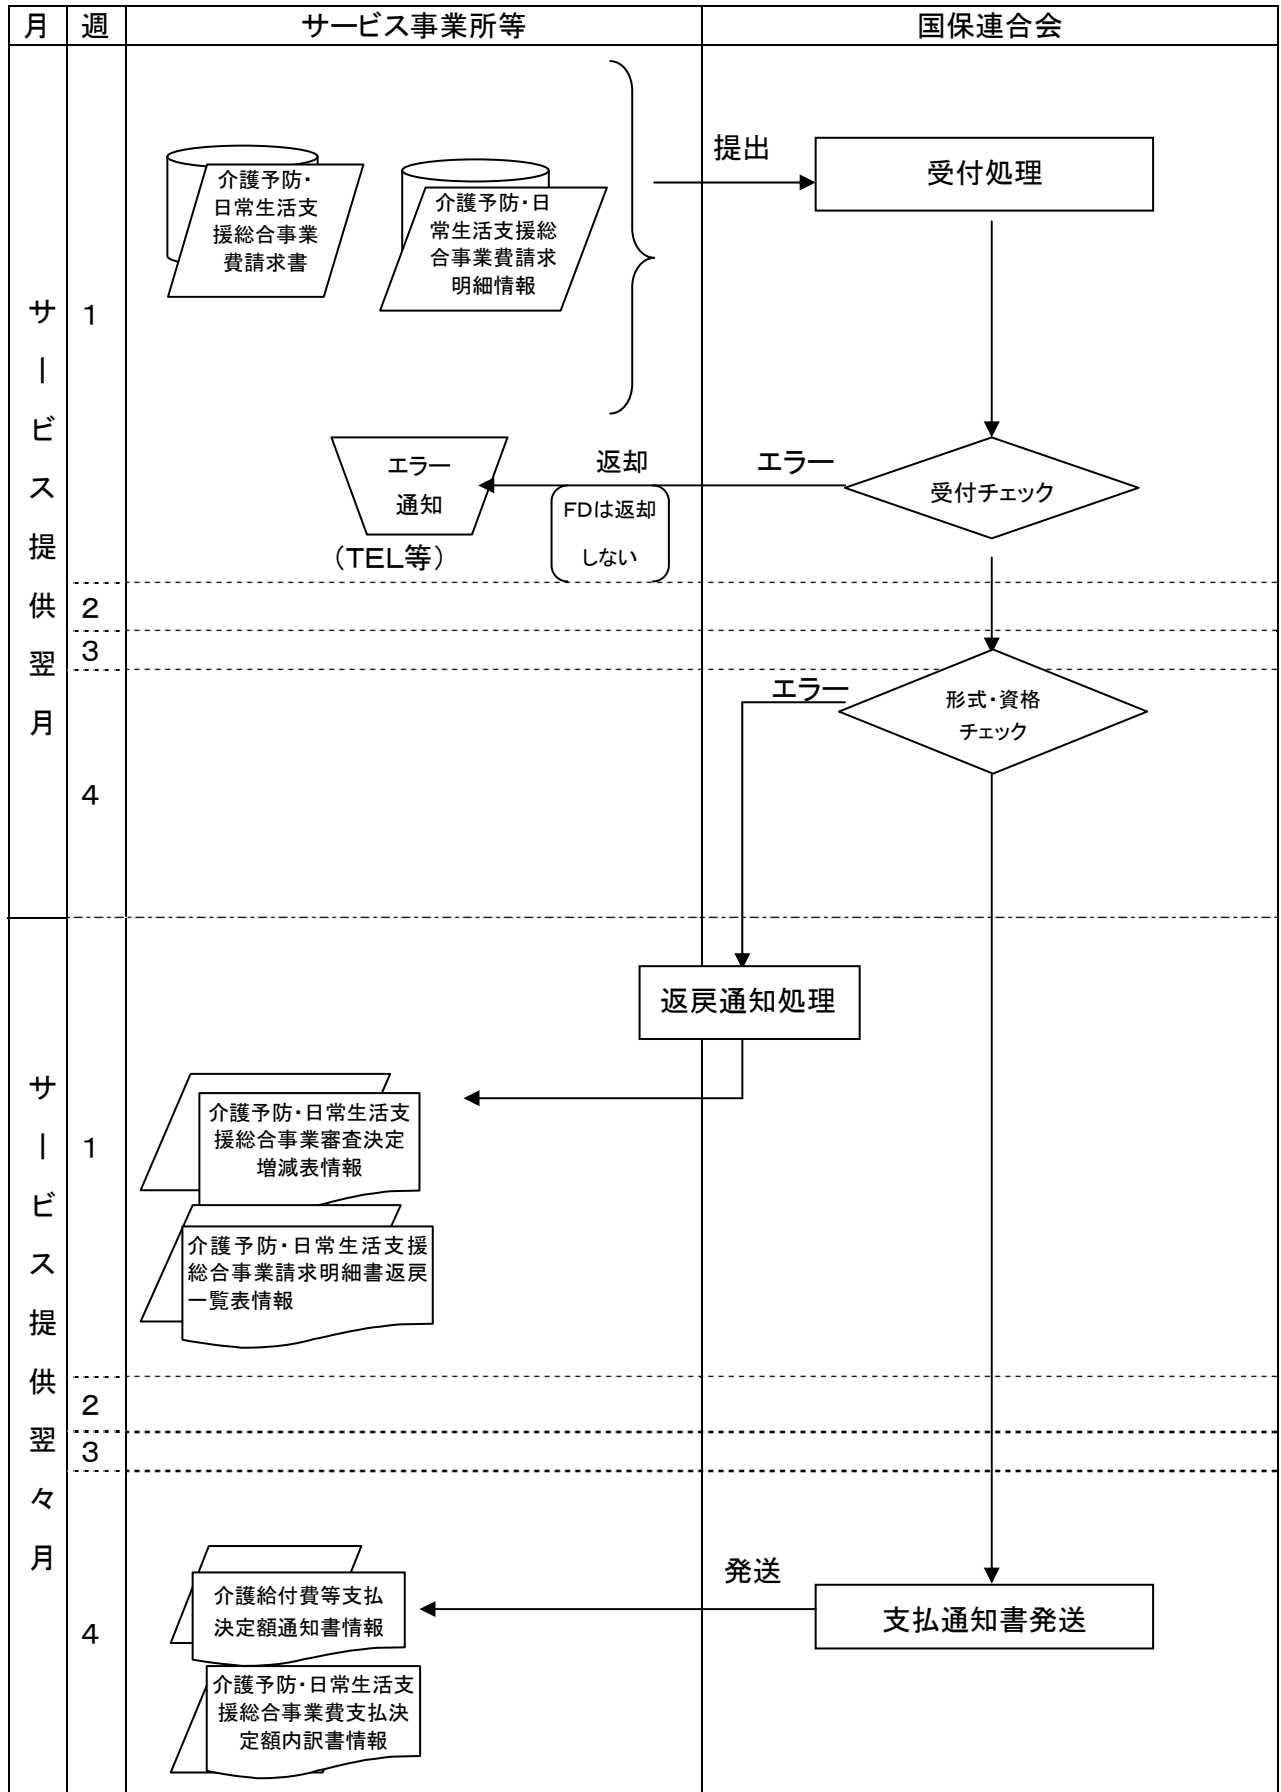 月 週 サービス事業所等 国保連合会
サービス提供翌月
1
介護予防・
日常生活支
援総合事業
費請求書
介護予防・日
常生活支援総
合事業費請求
明細情報
提出
受付処理
エラー
通知
(TEL等)
返却
FDは返却
しない
エラー
受付チェック
2
3
4
エラー
形式・資格
チェック
サービス提供翌々月
1
返戻通知処理
介護予防・日常生活支
援総合事業審査決定
増減表情報
介護予防・日常生活支援
総合事業請求明細書返戻
一覧表情報
2
3
4
介護給付費等支払
決定額通知書情報
介護予防・日常生活支
援総合事業費支払決
定額内訳書情報
発送
支払通知書発送